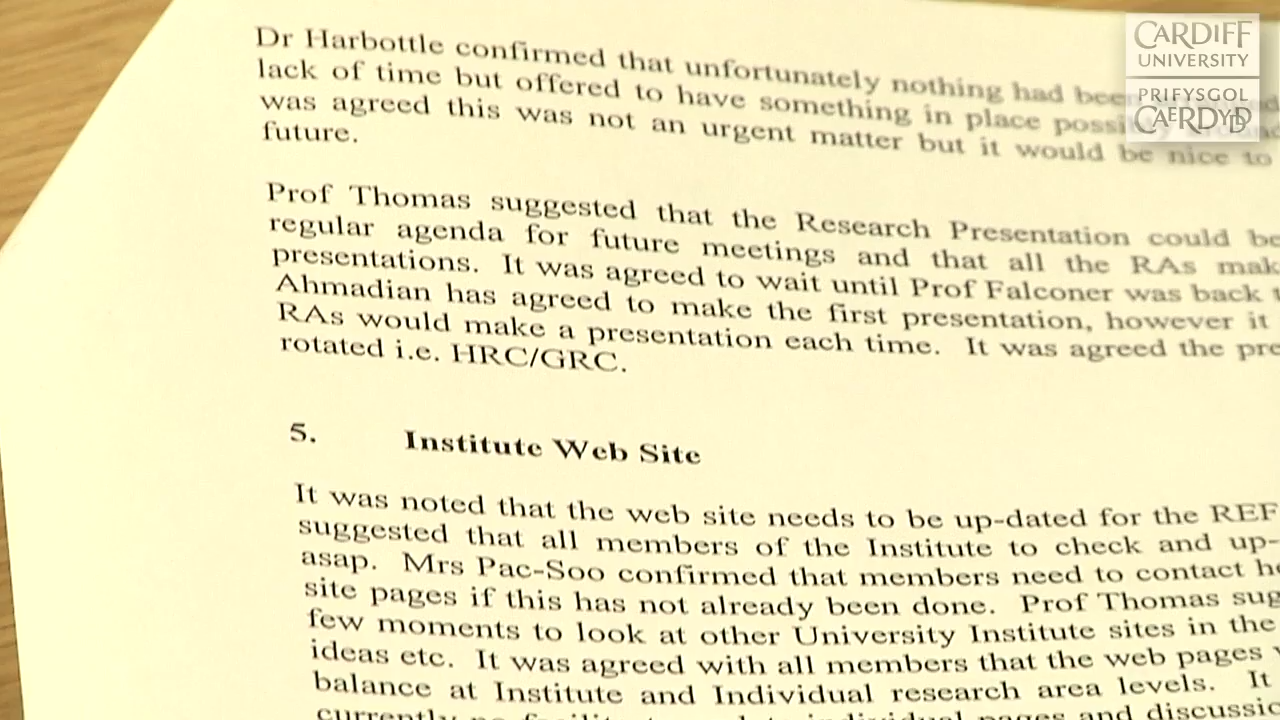 CARDIFF
UNIVERSITY
PRIFYSGOL
CAERDYDD
Dr Harbottle confirmed that unfortunately nothing had been
lack of time but offered to have something in place
was agreed this was not an urgent matter but it would be nice to
future.
Prof Thomas suggested that the Research Presentation could be
regular agenda for future meetings and that all the RAs
presentations. It was agreed to wait until Prof Falconer was back
Ahmadian has agreed to make the first presentation, however it
RAs would make a presentation each time. It was agreed the
rotated i.e. HRC/GRC.
5. Institute Web Site
It was noted that the web site needs to be up-dated for the REF
suggested that all members of the Institute to check and up-
asap. Mrs Pac-Soo confirmed that members need to contact
site pages if this has not already been done. Prof Thomas
few moments to look at other University Institute sites in the
ideas etc. It was agreed with all members that the web pages
balance at Institute and Individual research area levels. It
currently no individual pages and